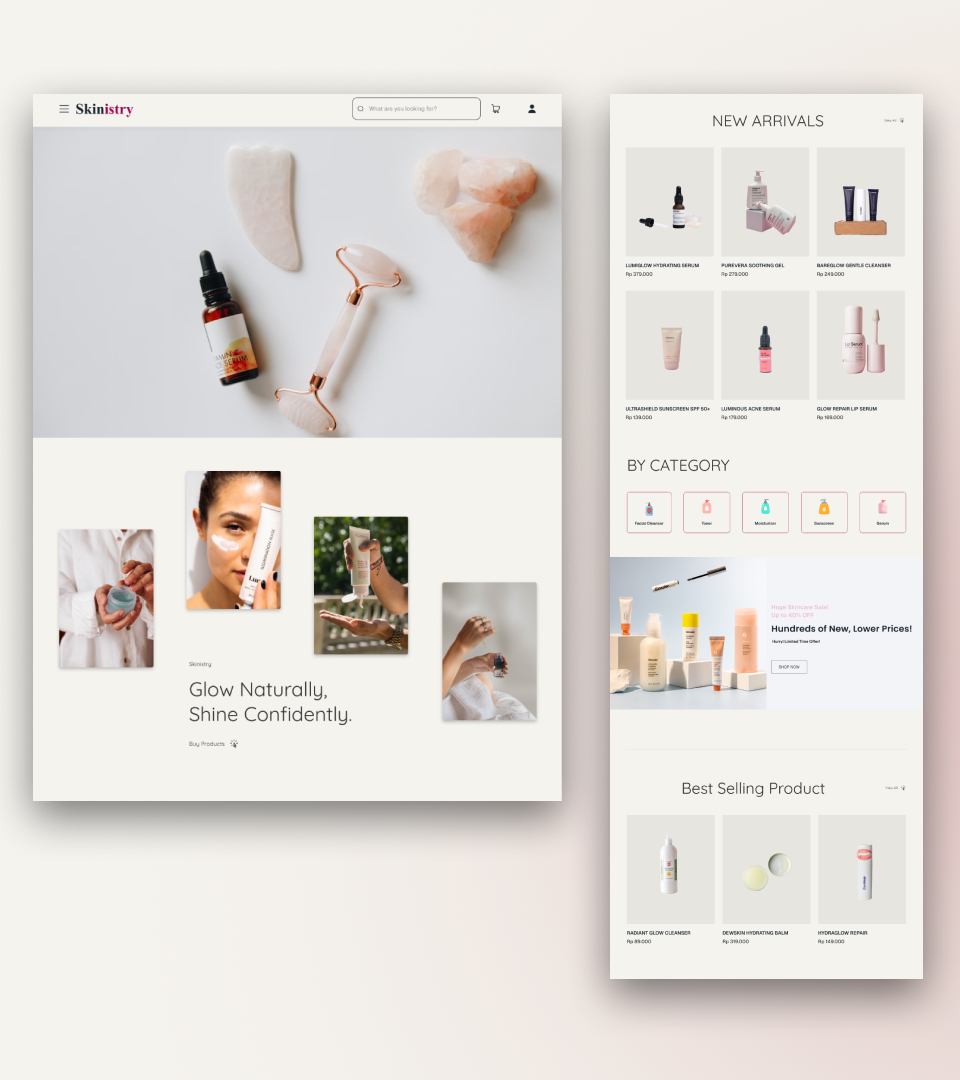 Skinistry
What are you looking for?
SERUM
Skinistry
Glow Naturally,
Shine Confidently.
Buy Products
NEW ARRIVALS
LUMIGLOW HYDRATING SERUM
Rp 379.000
PUREVERA SOOTHING GEL
Rp 279.000
BAREGLOW GENTLE CLEANSER
Rp 249.000
Lip Serum
ULTRASHIELD SUNSCREEN SPF 50+
Rp 139.000
LUMINOUS ACNE SERUM
Rp 179.000
GLOW REPAIR LIP SERUM
Rp 169.000
BY CATEGORY
Facial Cleanser
Toner
Moisturizer
Sunscreen
Serum
Huge Skincare Sale!
Up to 40% OFF
Hundreds of New, Lower Prices!
Hurry! Limited Time Offer!
SHOP NOW
Best Selling Product
View All
RADIANT GLOW CLEANSER
Rp 89.000
DEWSKIN HYDRATING BALM
Rp 319.000
HYDRAGLOW REPAIR
Rp 149.000